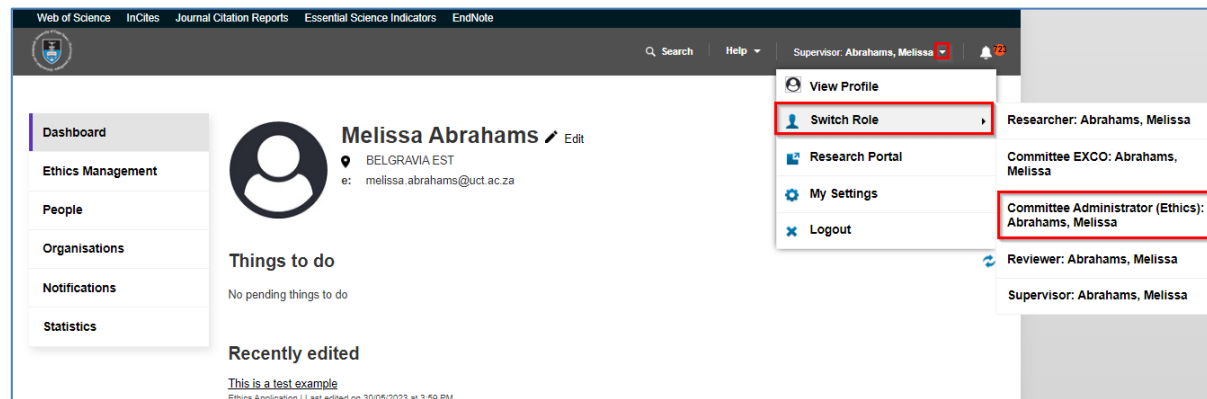 Web of Science InCites Journal Citation Reports Essential Science Indicators EndNote
Search Help Supervisor: Abrahams, Melissa 723
View Profile
Switch Role
Research Portal
My Settings
Logout
Researcher: Abrahams, Melissa
Committee EXCO: Abrahams,
Melissa
Committee Administrator (Ethics):
Abrahams, Melissa
Reviewer: Abrahams, Melissa
Supervisor: Abrahams, Melissa
Dashboard
Ethics Management
People
Organisations
Notifications
Statistics
Melissa Abrahams Edit
BELGRAVIA EST
e: melissa.abrahams@uct.ac.za
Things to do
No pending things to do
Recently edited
This is a test example
Ethics Application | Last edited on 30/05/2023 at 3:59 PM